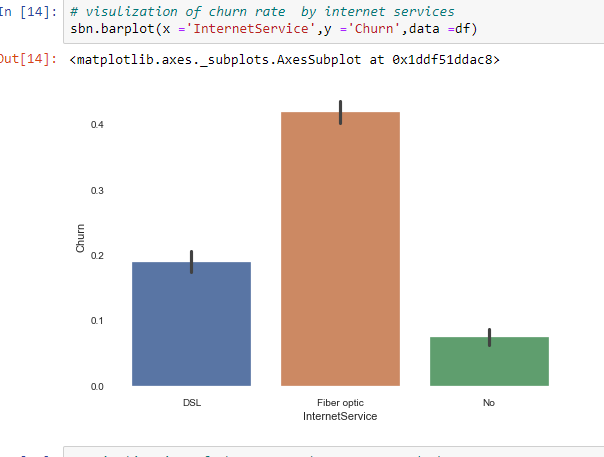 In [14]:
# visulization of churn rate  by internet services
sbn.barplot(x ='InternetService',y ='Churn',data =df)
Out[14]: <matplotlib.axes._subplots.AxesSubplot at 0x1ddf51ddac8>
0.4
0.3
0.2
0.1
0.0
Churn
DSL Fiber optic No
InternetService